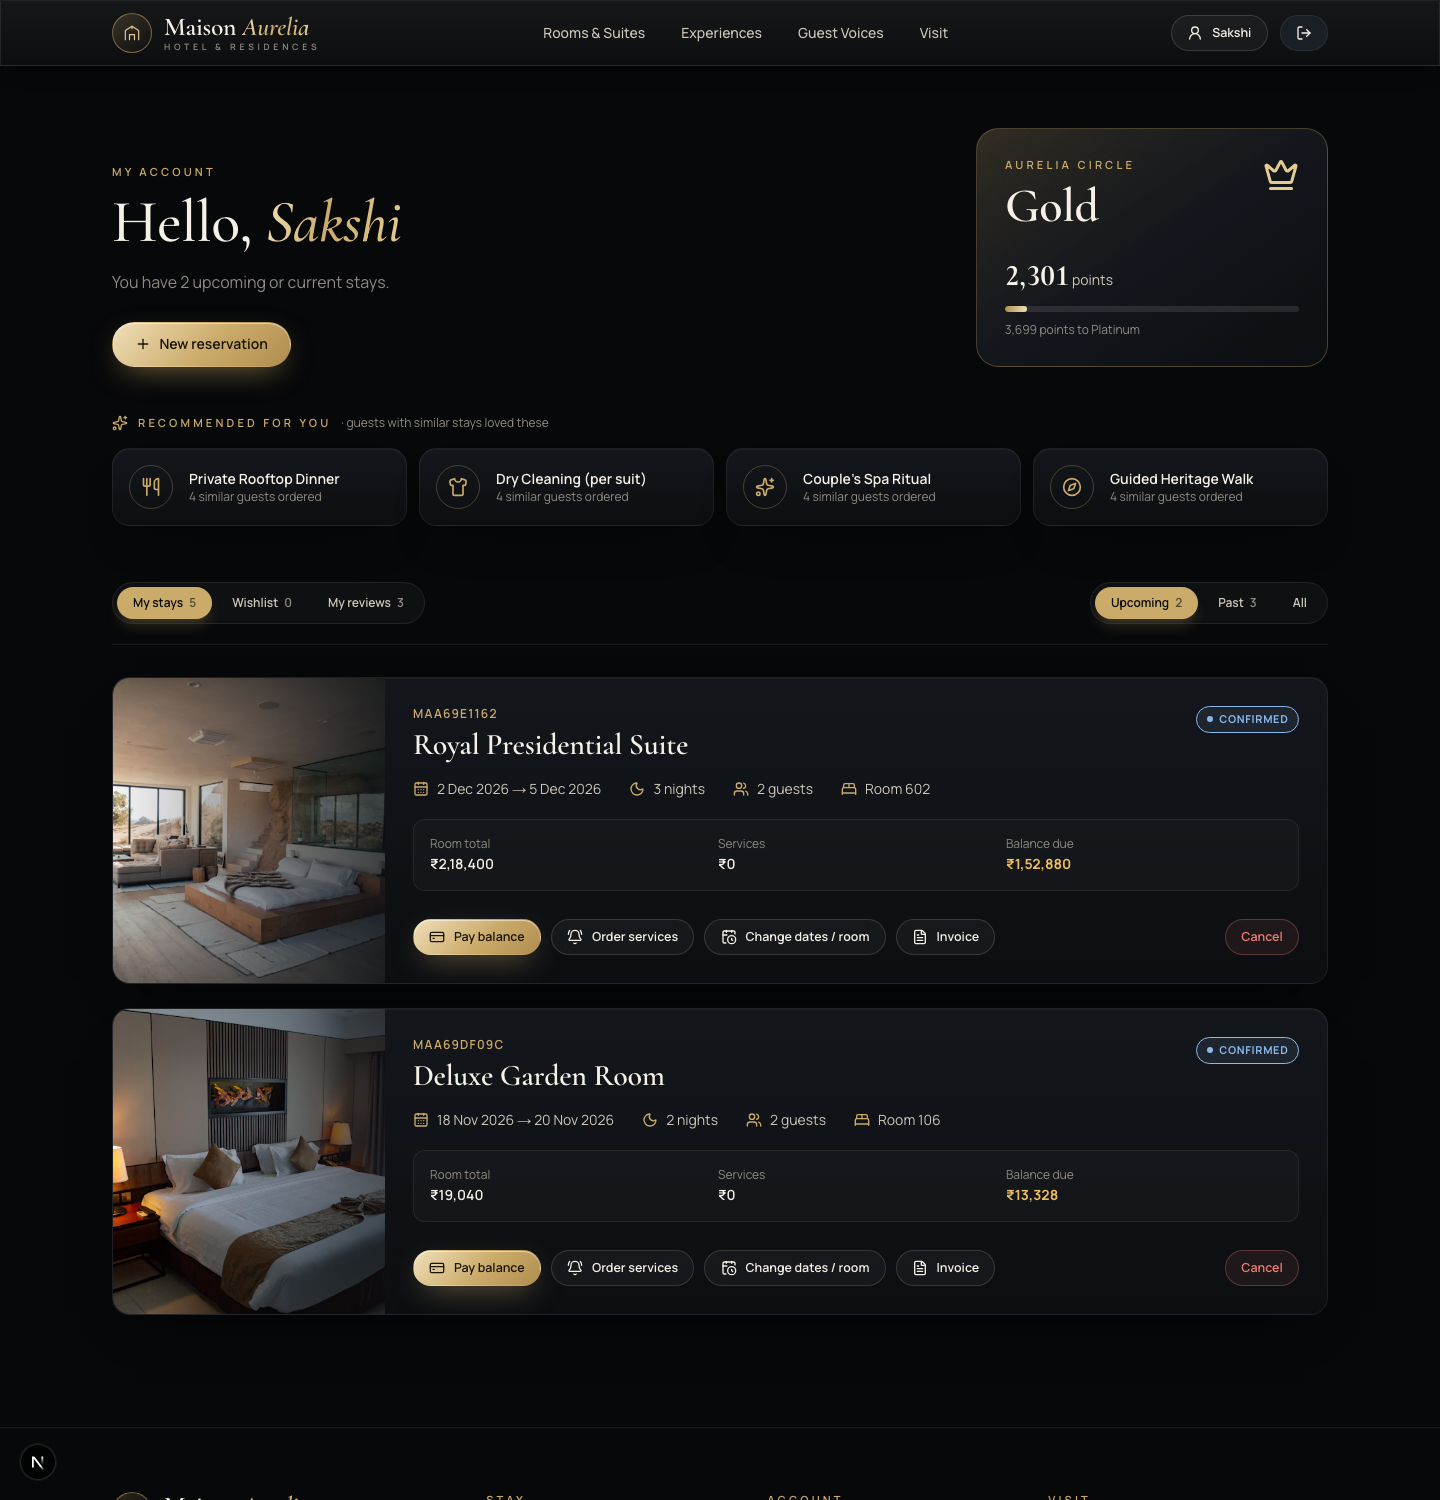 Maison Aurelia
HOTEL & RESIDENCES
Rooms & Suites
Experiences
Guest Voices
Visit
Sakshi
MY ACCOUNT
Hello, Sakshi
You have 2 upcoming or current stays.
New reservation
AURELIA CIRCLE
Gold
2,301 points
3,699 points to Platinum
RECOMMENDED FOR YOU · guests with similar stays loved these
Private Rooftop Dinner
4 similar guests ordered
Dry Cleaning (per suit)
4 similar guests ordered
Couple's Spa Ritual
4 similar guests ordered
Guided Heritage Walk
4 similar guests ordered
My stays 5
Wishlist 0
My reviews 3
Upcoming 2
Past 3
All
MAA69E1162
CONFIRMED
Royal Presidential Suite
2 Dec 2026 → 5 Dec 2026
3 nights
2 guests
Room 602
Room total
₹2,18,400
Services
₹0
Balance due
₹1,52,880
Pay balance
Order services
Change dates / room
Invoice
Cancel
MAA69DF09C
CONFIRMED
Deluxe Garden Room
18 Nov 2026 → 20 Nov 2026
2 nights
2 guests
Room 106
Room total
₹19,040
Services
₹0
Balance due
₹13,328
Pay balance
Order services
Change dates / room
Invoice
Cancel
N
STAY
ACCOUNT
VISIT